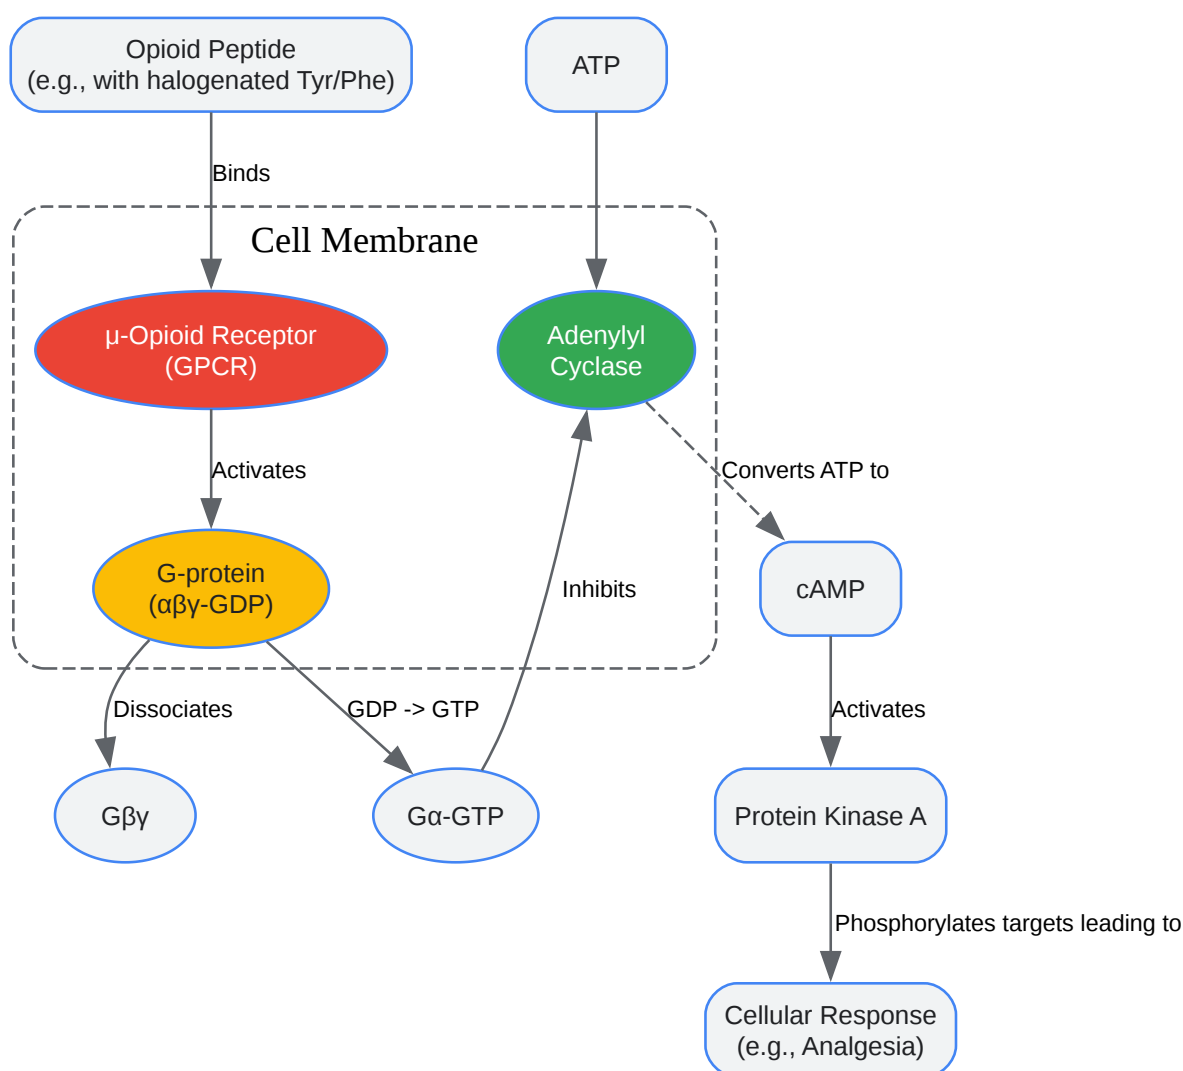 Opioid Peptide
(e.g., with halogenated Tyr/Phe)
ATP
Binds
Cell Membrane
μ-Opioid Receptor
(GPCR)
Adenylyl
Cyclase
Activates
Converts ATP to
G-protein
(αβγ-GDP)
Inhibits
cAMP
Dissociates
GDP -> GTP
Activates
Gβγ
Gα-GTP
Protein Kinase A
Phosphorylates targets leading to
Cellular Response
(e.g., Analgesia)